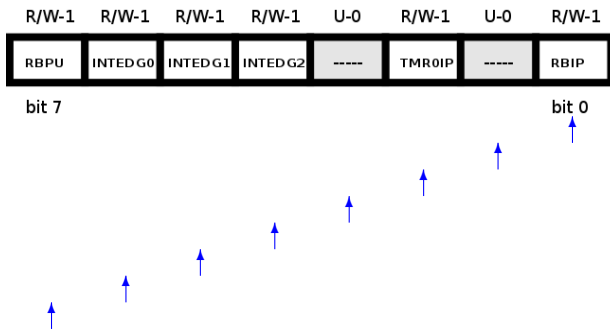 R/W-1 R/W-1 R/W-1 R/W-1 U-0 R/W-1 U-0 R/W-1
RBPU INTEDG0 INTEDG1 INTEDG2 ----- TMR0IP ----- RBIP
bit 7 bit 0